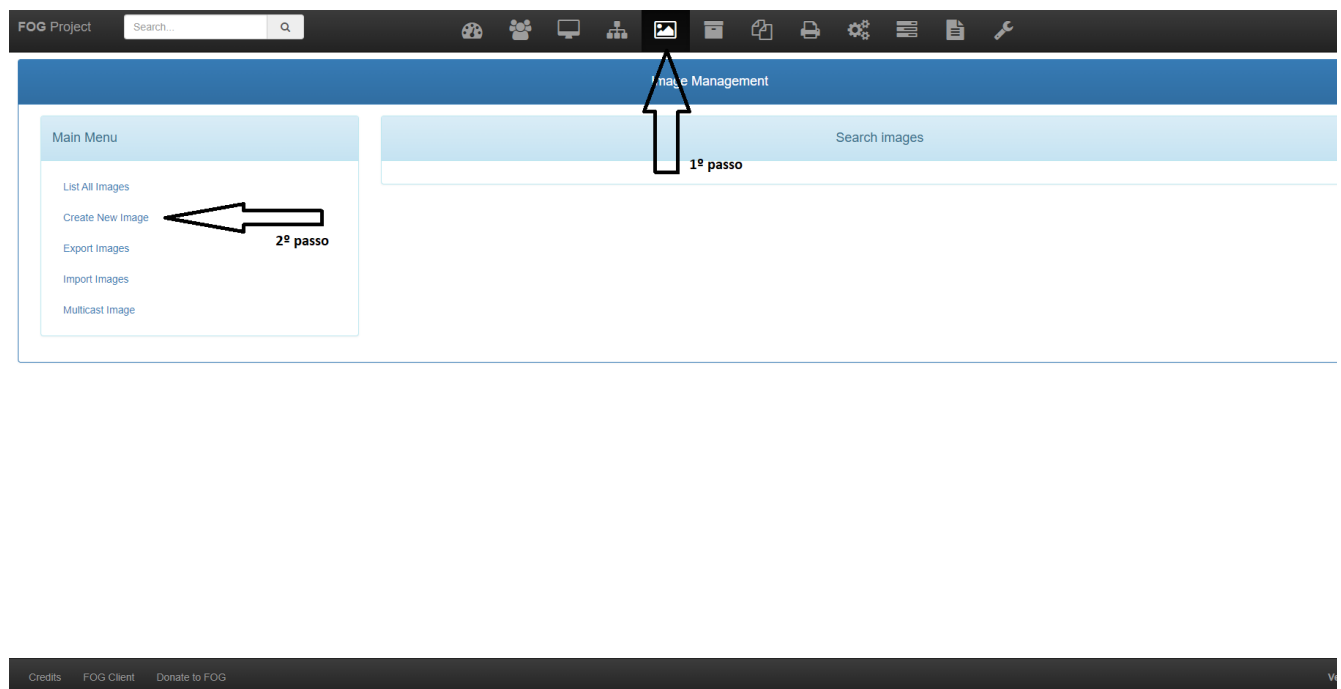 FOG Project
Search...
Image Management
Main Menu
Search images
1º passo
List All Images
Create New Image
2º passo
Export Images
Import Images
Multicast Image
Credits FOG Client Donate to FOG